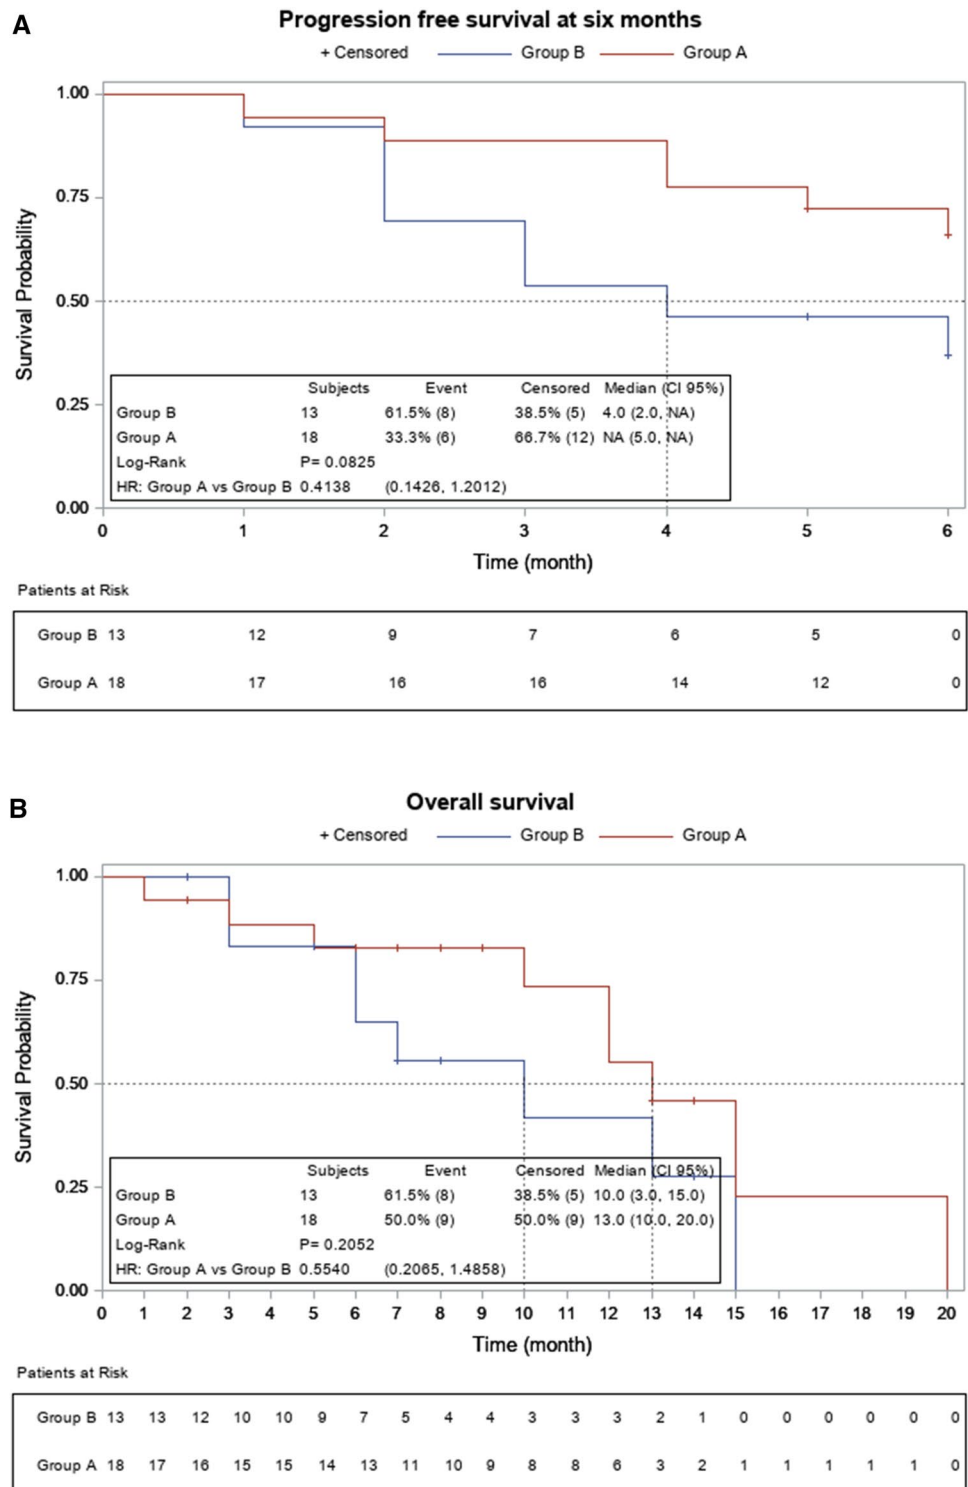 A
Progression free survival at six months
+ Censored Group B Group A
1.00
0.75
0.50
0.25
0.00
Survival Probability
Subjects Event Censored Median (CI 95%)
Group B 13 61.5% (8) 38.5% (5) 4.0 (2.0, NA)
Group A 18 33.3% (6) 66.7% (12) NA (5.0, NA)
Log-Rank P= 0.0825
HR: Group A vs Group B 0.4138 (0.1426, 1.2012)
0 1 2 3 4 5 6
Time (month)
Patients at Risk
Group B 13 12 9 7 6 5 0
Group A 18 17 16 16 14 12 0
B
Overall survival
+ Censored Group B Group A
1.00
0.75
0.50
0.25
0.00
Survival Probability
Subjects Event Censored Median (CI 95%)
Group B 13 61.5% (8) 38.5% (5) 10.0 (3.0, 15.0)
Group A 18 50.0% (9) 50.0% (9) 13.0 (10.0, 20.0)
Log-Rank P= 0.2052
HR: Group A vs Group B 0.5540 (0.2065, 1.4858)
0 1 2 3 4 5 6 7 8 9 10 11 12 13 14 15 16 17 18 19 20
Time (month)
Patients at Risk
Group B 13 13 12 10 10 9 7 5 4 4 3 3 3 2 1 0 0 0 0 0 0
Group A 18 17 16 15 15 14 13 11 10 9 8 8 6 3 2 1 1 1 1 1 0